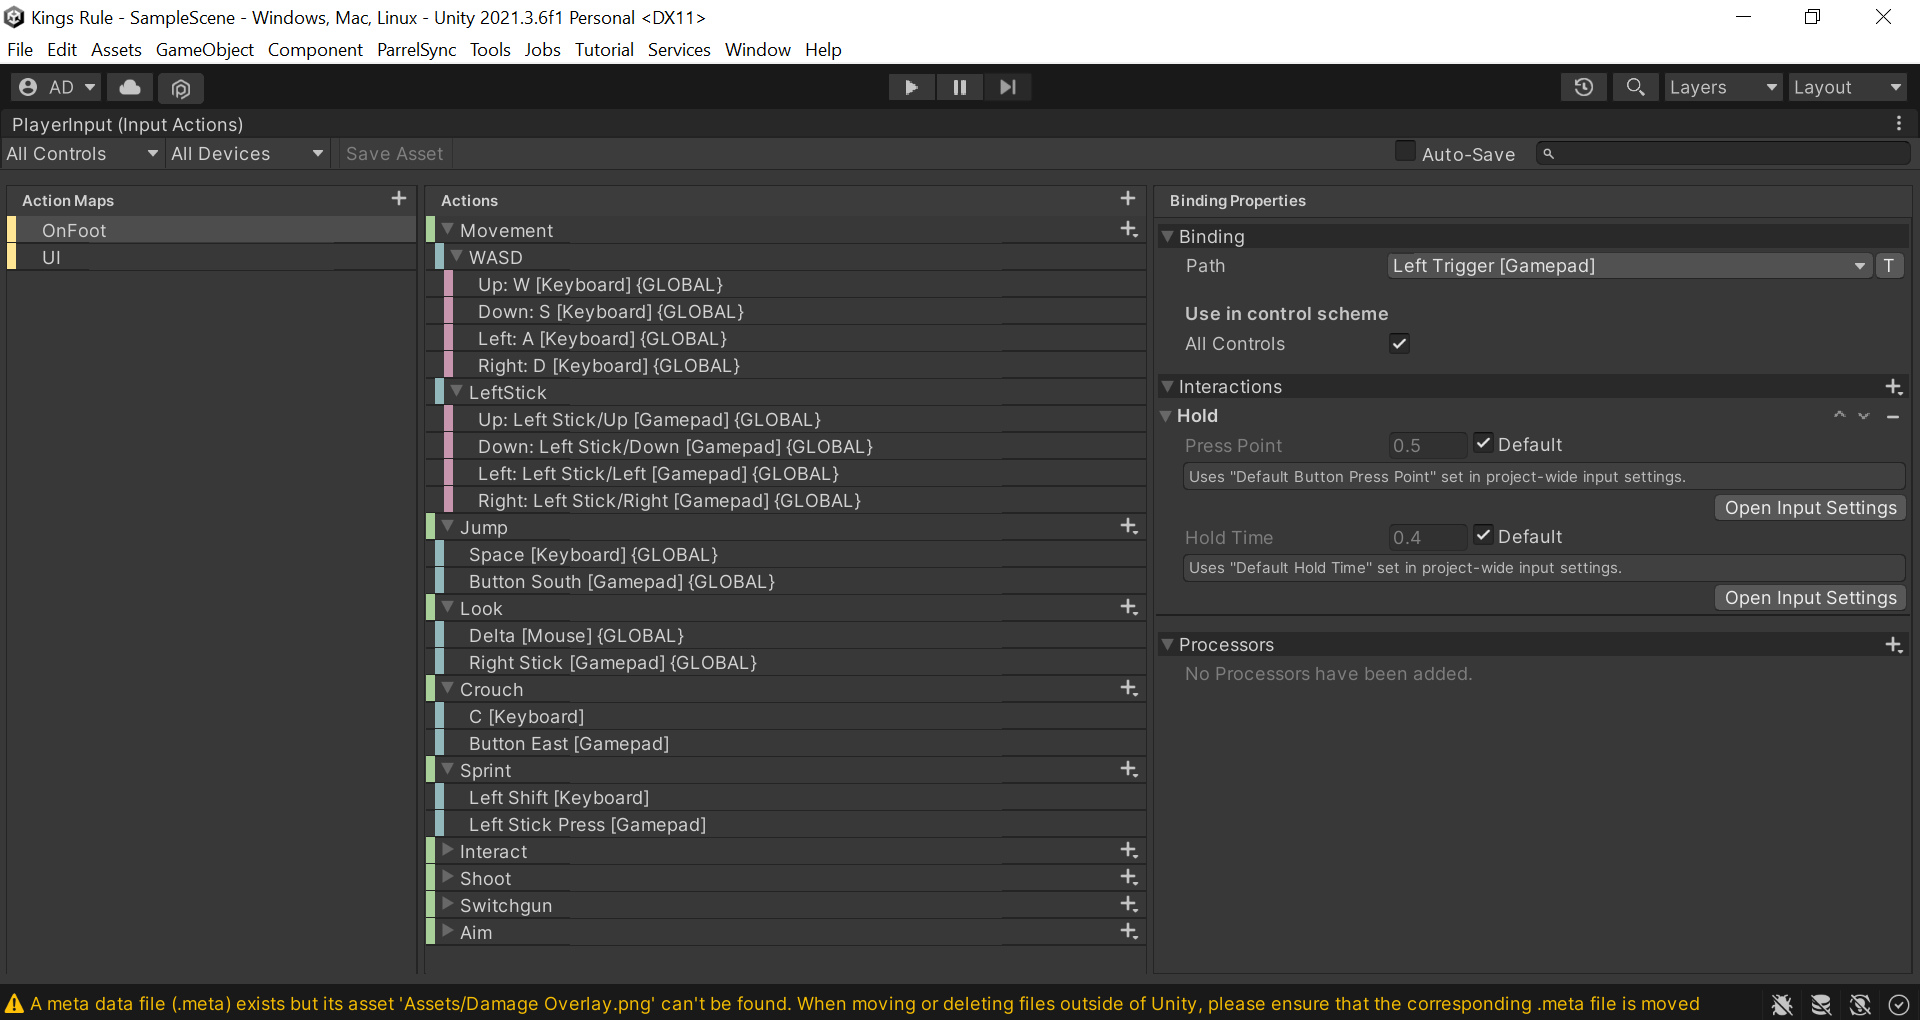 Kings Rule - SampleScene - Windows, Mac, Linux - Unity 2021.3.6f1 Personal <DX11>
File Edit Assets GameObject Component ParrelSync Tools Jobs Tutorial Services Window Help
AD Layers Layout
PlayerInput (Input Actions)
All Controls All Devices Save Asset Auto-Save
Action Maps
OnFoot
UI
Actions
Movement
WASD
Up: W [Keyboard] {GLOBAL}
Down: S [Keyboard] {GLOBAL}
Left: A [Keyboard] {GLOBAL}
Right: D [Keyboard] {GLOBAL}
LeftStick
Up: Left Stick/Up [Gamepad] {GLOBAL}
Down: Left Stick/Down [Gamepad] {GLOBAL}
Left: Left Stick/Left [Gamepad] {GLOBAL}
Right: Left Stick/Right [Gamepad] {GLOBAL}
Jump
Space [Keyboard] {GLOBAL}
Button South [Gamepad] {GLOBAL}
Look
Delta [Mouse] {GLOBAL}
Right Stick [Gamepad] {GLOBAL}
Crouch
C [Keyboard]
Button East [Gamepad]
Sprint
Left Shift [Keyboard]
Left Stick Press [Gamepad]
Interact
Shoot
Switchgun
Aim
Binding Properties
Binding
Path Left Trigger [Gamepad] T
Use in control scheme
All Controls
Interactions
Hold
Press Point 0.5 Default
Uses "Default Button Press Point" set in project-wide input settings.
Open Input Settings
Hold Time 0.4 Default
Uses "Default Hold Time" set in project-wide input settings.
Open Input Settings
Processors
No Processors have been added.
A meta data file (.meta) exists but its asset 'Assets/Damage Overlay.png' can't be found. When moving or deleting files outside of Unity, please ensure that the corresponding .meta file is moved